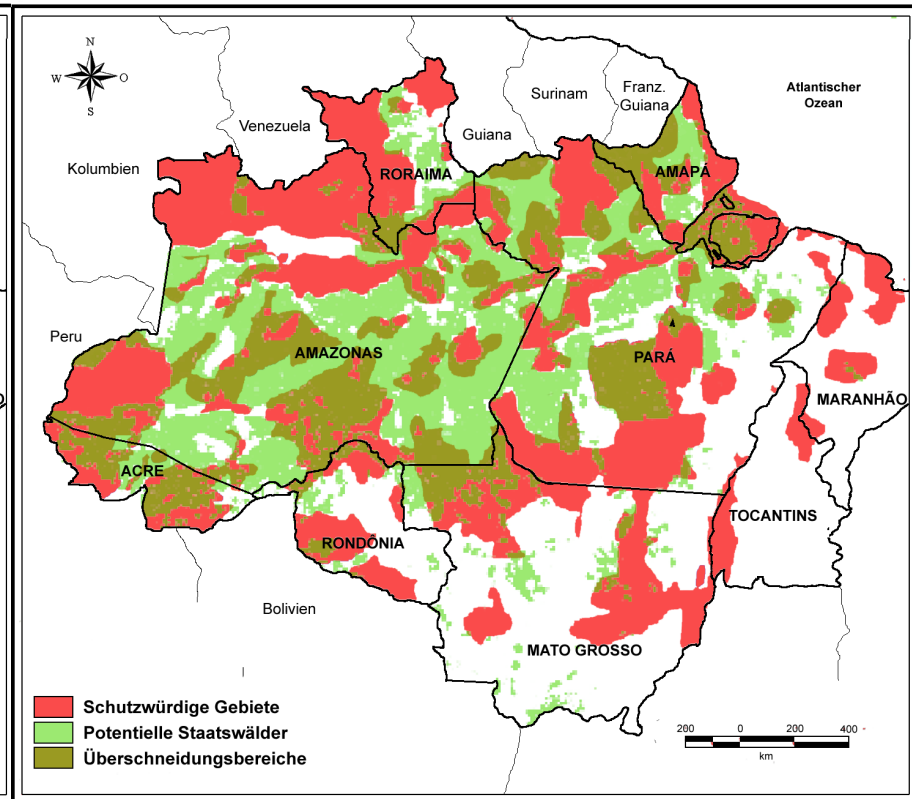 N
W O
S
Kolumbien
Venezuela
Guiana
Surinam
Franz.
Guiana
Atlantischer
Ozean
RORAIMA
AMAPÁ
Peru
AMAZONAS
PARÁ
MARANHÃO
ACRE
TOCANTINS
RONDÔNIA
Bolivien
MATO GROSSO
Schutzwürdige Gebiete
Potentielle Staatswälder
Überschneidungsbereiche
200 0 200 400
km